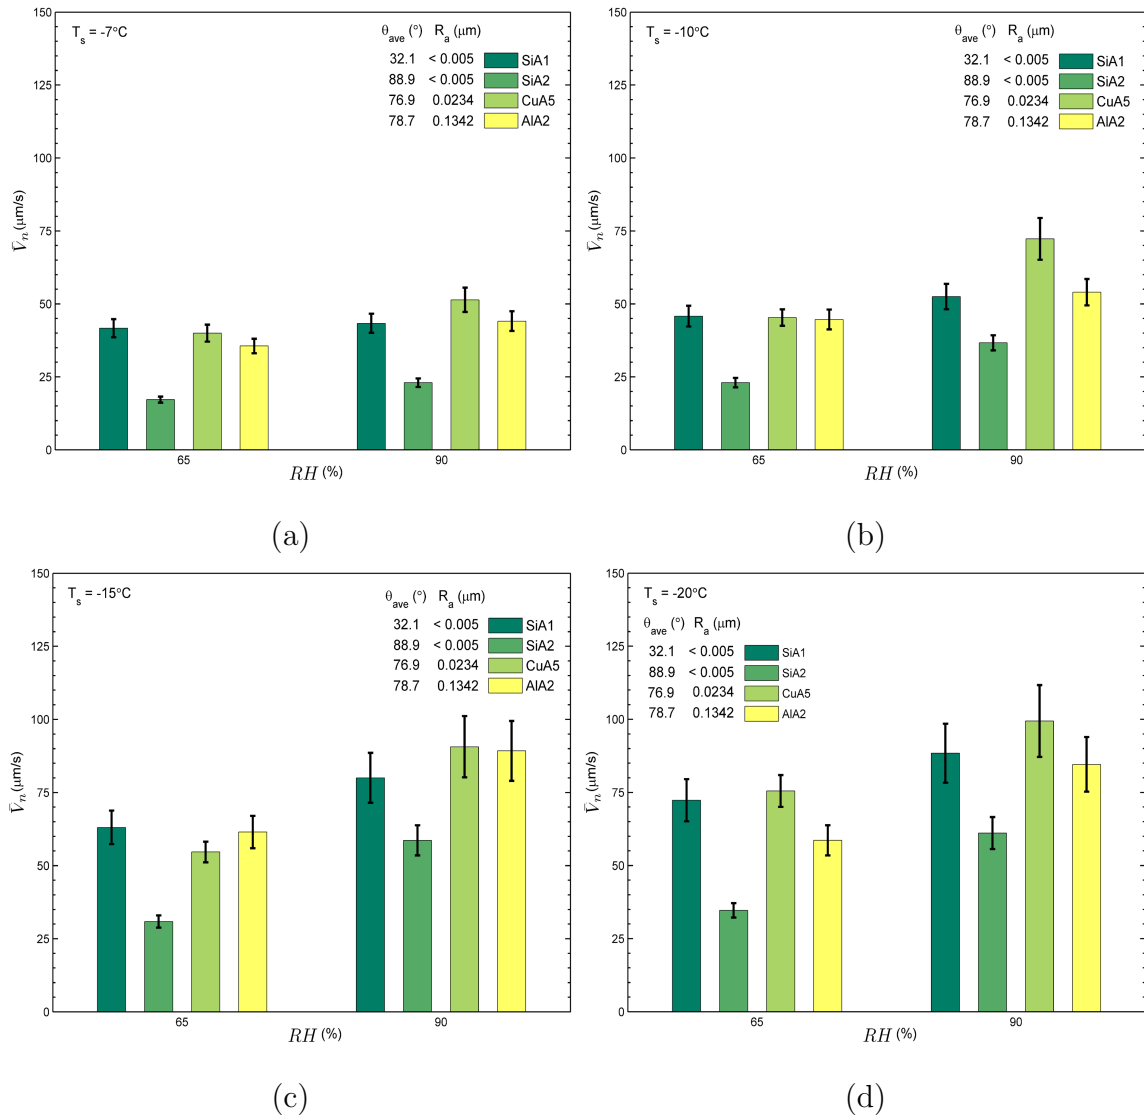 T_s = -7°C
θ_ave (°) R_a (μm)
32.1 < 0.005 SiA1
88.9 < 0.005 SiA2
76.9 0.0234 CuA5
78.7 0.1342 AlA2
150
125
100
75
50
25
0
V̄_n (μm/s)
65 90
RH (%)
(a)
T_s = -10°C
θ_ave (°) R_a (μm)
32.1 < 0.005 SiA1
88.9 < 0.005 SiA2
76.9 0.0234 CuA5
78.7 0.1342 AlA2
150
125
100
75
50
25
0
V̄_n (μm/s)
65 90
RH (%)
(b)
T_s = -15°C
θ_ave (°) R_a (μm)
32.1 < 0.005 SiA1
88.9 < 0.005 SiA2
76.9 0.0234 CuA5
78.7 0.1342 AlA2
150
125
100
75
50
25
0
V̄_n (μm/s)
65 90
RH (%)
(c)
T_s = -20°C
θ_ave (°) R_a (μm)
32.1 < 0.005 SiA1
88.9 < 0.005 SiA2
76.9 0.0234 CuA5
78.7 0.1342 AlA2
150
125
100
75
50
25
0
V̄_n (μm/s)
65 90
RH (%)
(d)